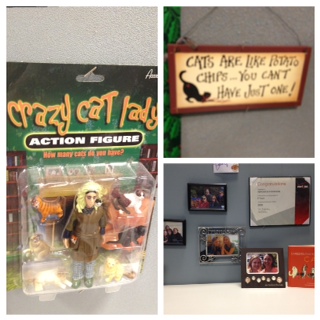 crazy cat lady
ACTION FIGURE
How many cats do you have?
CATS ARE LIKE POTATO
CHIPS...YOU CAN'T
HAVE JUST ONE!